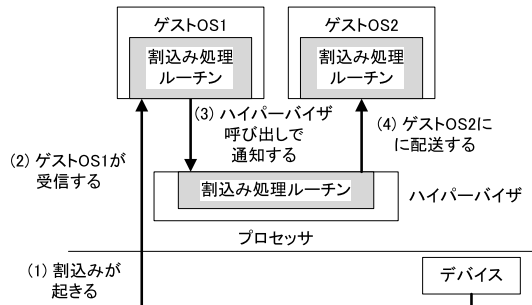 ゲストOS1
割込み処理
ルーチン
ゲストOS2
割込み処理
ルーチン
(3) ハイパーバイザ
呼び出しで
通知する
(4) ゲストOS2に
に配送する
(2) ゲストOS1が
受信する
割込み処理ルーチン
ハイパーバイザ
プロセッサ
(1) 割込みが
起きる
デバイス